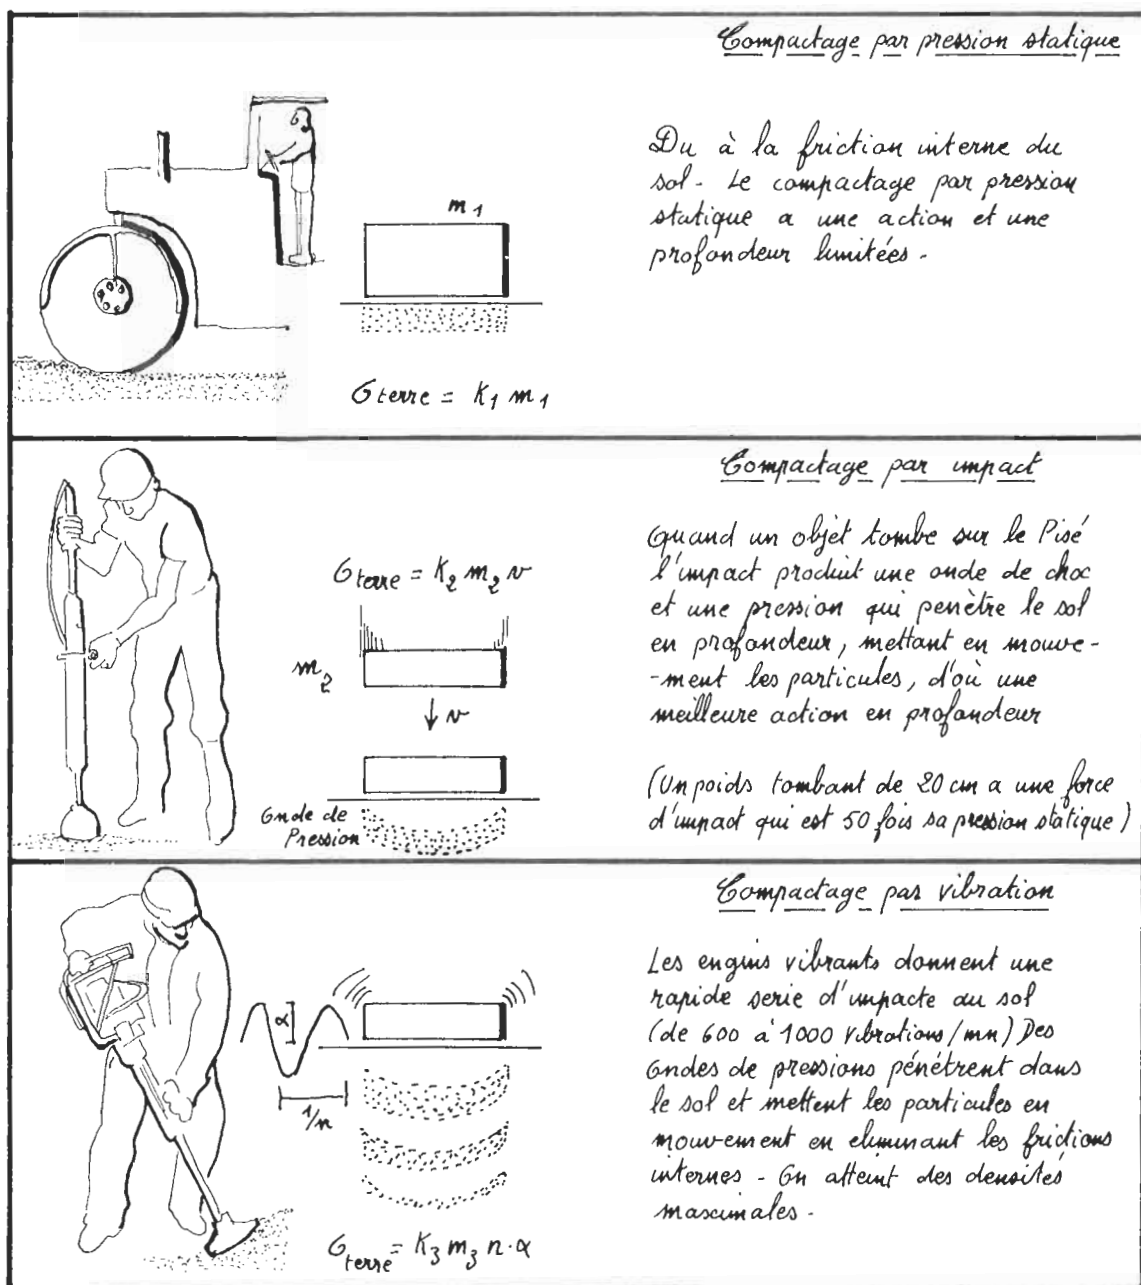 Compactage par pression statique
Du à la friction interne du
sol - Le compactage par pression
statique a une action et une
profondeur limitées -
m1
σterre = K1 m1
Compactage par impact
Quand un objet tombe sur le Pisé
l'impact produit une onde de choc
et une pression qui penètre le sol
en profondeur, mettant en mouve-
-ment les particules, d'où une
meilleure action en profondeur
(Un poids tombant de 20 cm a une force
d'impact qui est 50 fois sa pression statique)
σterre = K2 m2 v
m2
v
Onde de
Pression
Compactage par vibration
Les engins vibrants donnent une
rapide serie d'impacts au sol
(de 600 à 1000 vibrations/mn) Des
ondes de pressions pénétrent dans
le sol et mettent les particules en
mouvement en eliminant les frictions
internes - On atteint des densités
maximales -
α
1/n
σterre = K3 m3 n·α